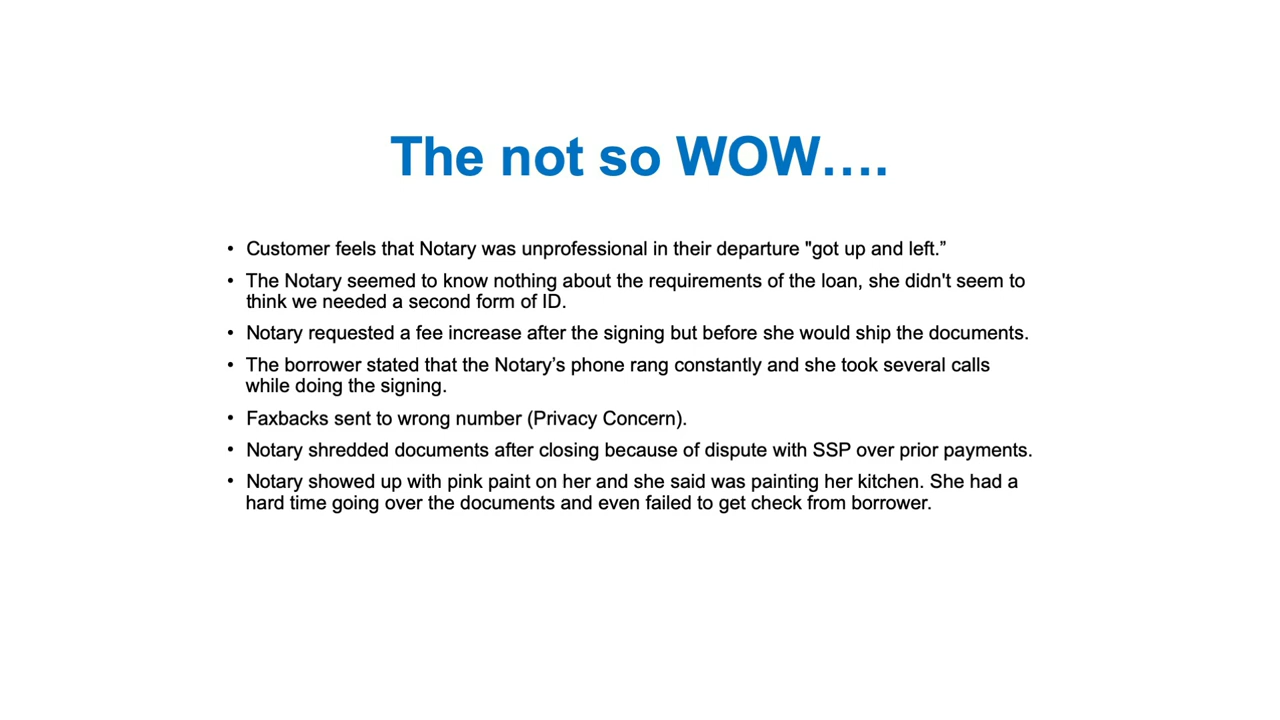 The not so WOW….
• Customer feels that Notary was unprofessional in their departure "got up and left.”
• The Notary seemed to know nothing about the requirements of the loan, she didn't seem to
think we needed a second form of ID.
• Notary requested a fee increase after the signing but before she would ship the documents.
• The borrower stated that the Notary’s phone rang constantly and she took several calls
while doing the signing.
• Faxbacks sent to wrong number (Privacy Concern).
• Notary shredded documents after closing because of dispute with SSP over prior payments.
• Notary showed up with pink paint on her and she said was painting her kitchen. She had a
hard time going over the documents and even failed to get check from borrower.